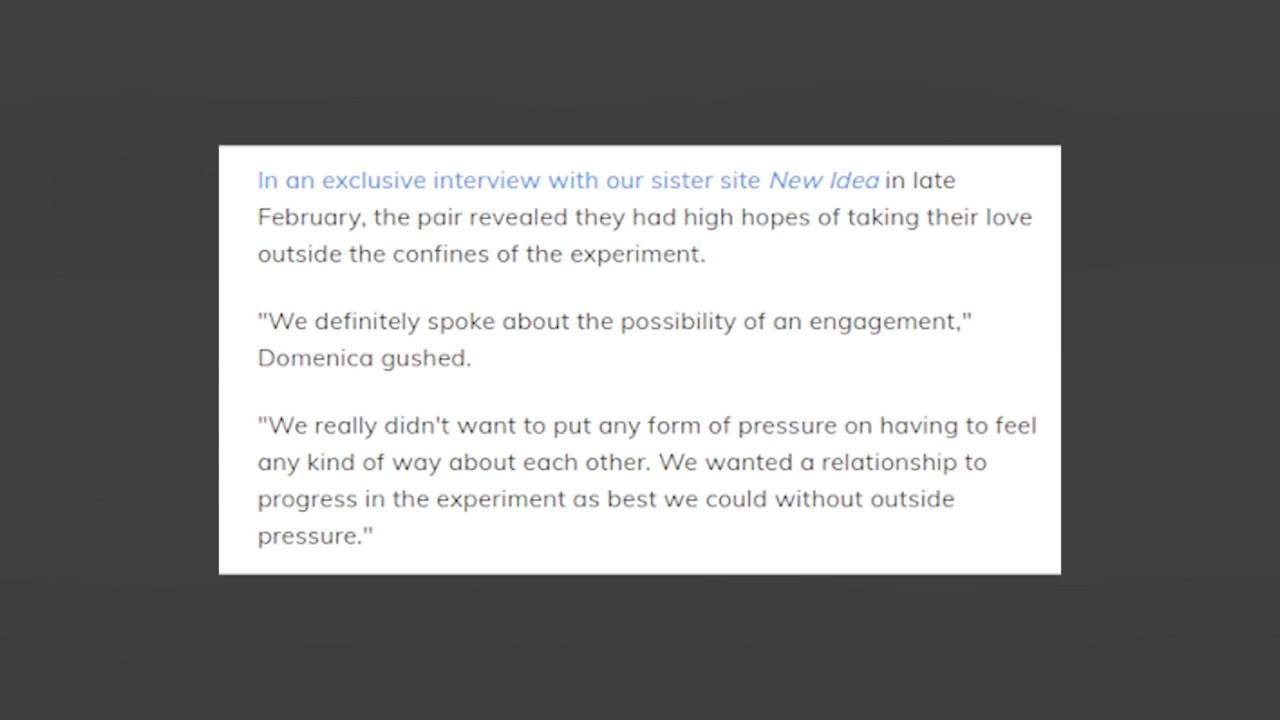 In an exclusive interview with our sister site New Idea in late
February, the pair revealed they had high hopes of taking their love
outside the confines of the experiment.
"We definitely spoke about the possibility of an engagement,"
Domenica gushed.
"We really didn't want to put any form of pressure on having to feel
any kind of way about each other. We wanted a relationship to
progress in the experiment as best we could without outside
pressure."